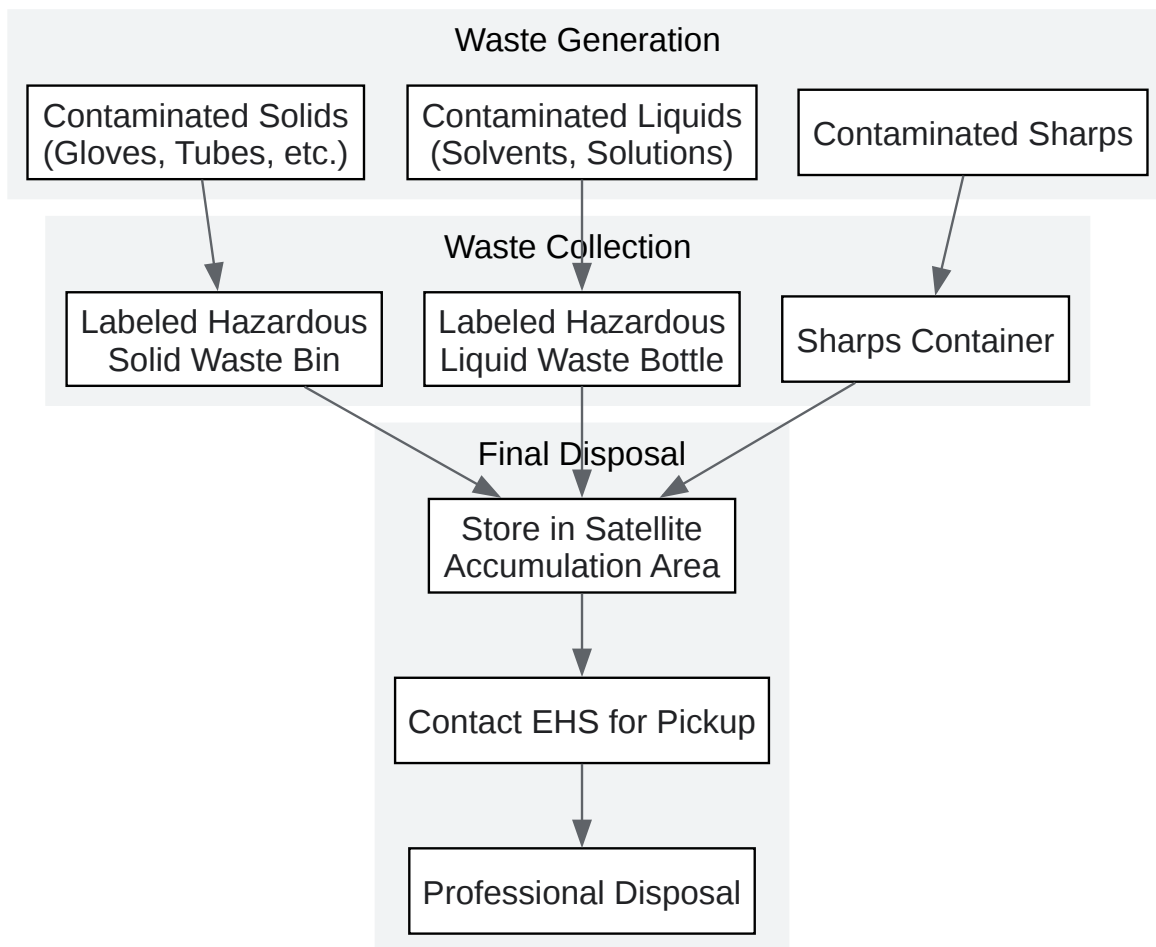 Waste Generation
Contaminated Solids
(Gloves, Tubes, etc.)
Contaminated Liquids
(Solvents, Solutions)
Contaminated Sharps
Waste Collection
Labeled Hazardous
Solid Waste Bin
Labeled Hazardous
Liquid Waste Bottle
Sharps Container
Final Disposal
Store in Satellite
Accumulation Area
Contact EHS for Pickup
Professional Disposal